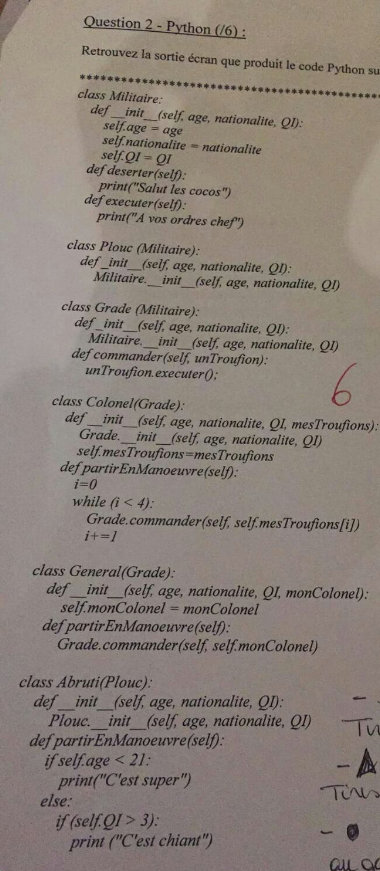 Question 2 - Python (/6) :
Retrouvez la sortie écran que produit le code Python su
************************************************
class Militaire:
def __init__(self, age, nationalite, QI):
self.age = age
self.nationalite = nationalite
self.QI = QI
def deserter(self):
print("Salut les cocos")
def executer(self):
print("A vos ordres chef")
class Plouc (Militaire):
def _init__(self, age, nationalite, QI):
Militaire.__init__(self, age, nationalite, QI)
class Grade (Militaire):
def _init__(self, age, nationalite, QI):
Militaire.__init__(self, age, nationalite, QI)
def commander(self, unTroufion):
unTroufion.executer();
6
class Colonel(Grade):
def __init__(self, age, nationalite, QI, mesTroufions):
Grade.__init__(self, age, nationalite, QI)
self.mesTroufions=mesTroufions
def partirEnManoeuvre(self):
i=0
while (i < 4):
Grade.commander(self, self.mesTroufions[i])
i+=1
class General(Grade):
def __init__(self, age, nationalite, QI, monColonel):
self.monColonel = monColonel
def partirEnManoeuvre(self):
Grade.commander(self, self.monColonel)
class Abruti(Plouc):
def __init__(self, age, nationalite, QI):
Plouc.__init__(self, age, nationalite, QI)
def partirEnManoeuvre(self):
if self.age < 21:
print("C'est super")
else:
if (self.QI > 3):
print ("C'est chiant")